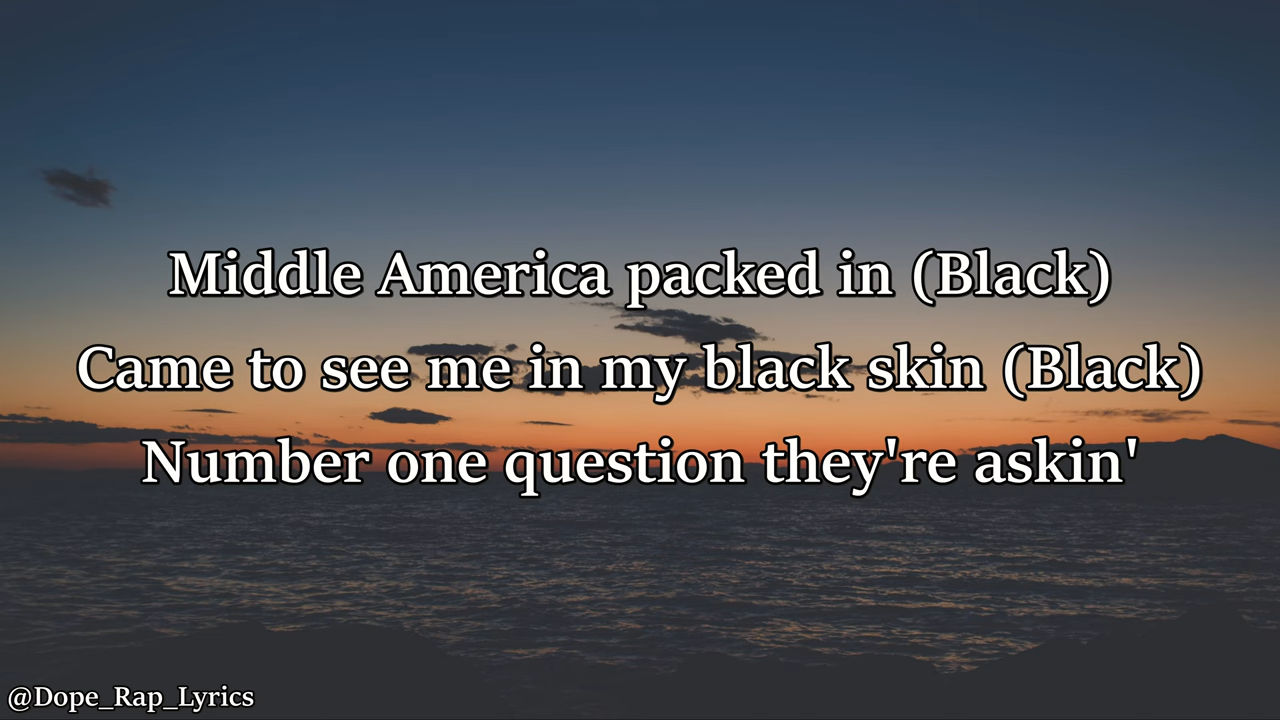 Middle America packed in (Black)
Came to see me in my black skin (Black)
Number one question they're askin'
@Dope_Rap_Lyrics